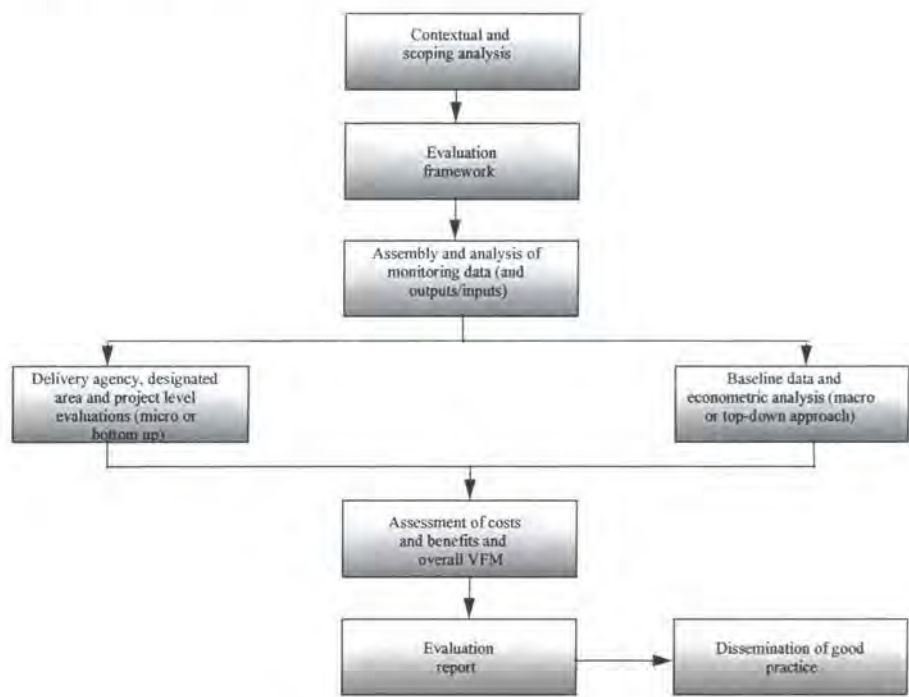 Contextual and
scoping analysis
Evaluation
framework
Assembly and analysis of
monitoring data (and
outputs/inputs)
Delivery agency, designated
area and project level
evaluations (micro or
bottom up)
Baseline data and
econometric analysis (macro
or top-down approach)
Assessment of costs
and benefits and
overall VFM
Evaluation
report
Dissemination of good
practice